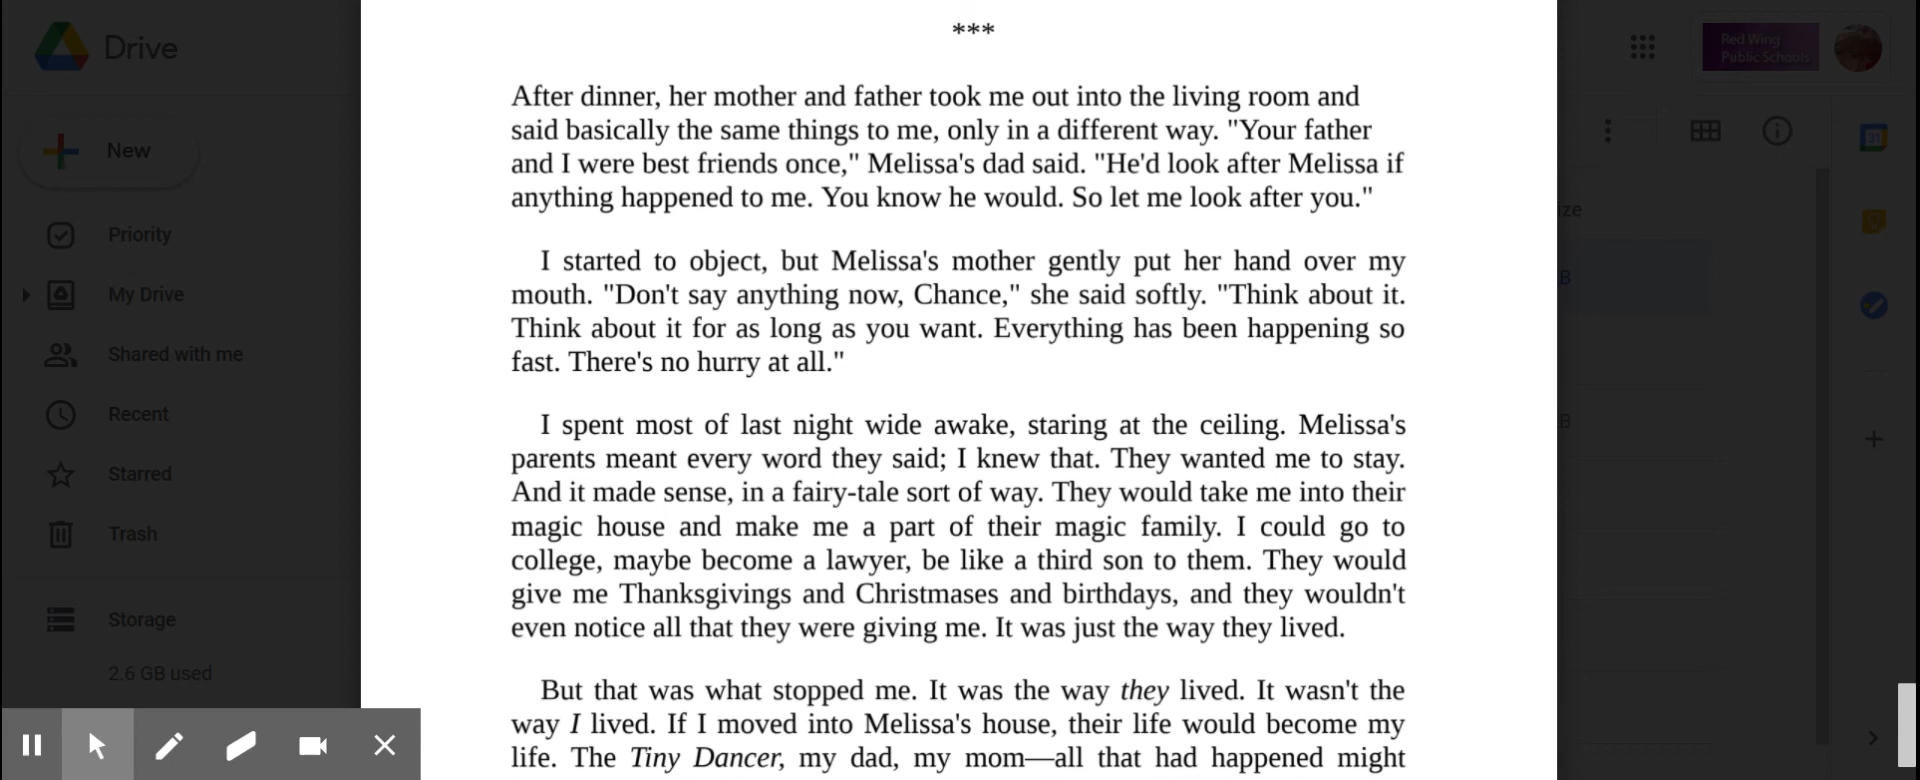 ***
Drive
Red Wing
Public Schools
After dinner, her mother and father took me out into the living room and
said basically the same things to me, only in a different way. "Your father
and I were best friends once," Melissa's dad said. "He'd look after Melissa if
anything happened to me. You know he would. So let me look after you."
I started to object, but Melissa's mother gently put her hand over my
mouth. "Don't say anything now, Chance," she said softly. "Think about it.
Think about it for as long as you want. Everything has been happening so
fast. There's no hurry at all."
I spent most of last night wide awake, staring at the ceiling. Melissa's
parents meant every word they said; I knew that. They wanted me to stay.
And it made sense, in a fairy-tale sort of way. They would take me into their
magic house and make me a part of their magic family. I could go to
college, maybe become a lawyer, be like a third son to them. They would
give me Thanksgivings and Christmases and birthdays, and they wouldn't
even notice all that they were giving me. It was just the way they lived.
But that was what stopped me. It was the way they lived. It wasn't the
way I lived. If I moved into Melissa's house, their life would become my
life. The Tiny Dancer, my dad, my mom—all that had happened might
New
Priority
My Drive
Shared with me
Recent
Starred
Trash
Storage
2.6 GB used
ize
B
B
31